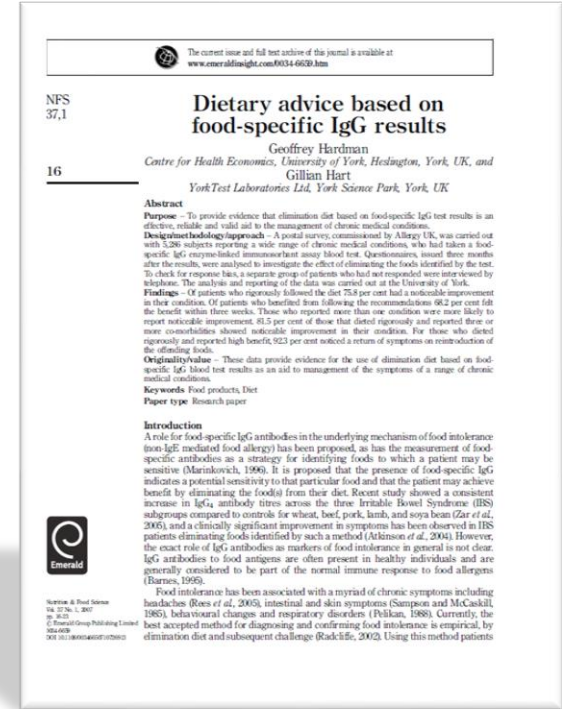 The current issue and full text archive of this journal is available at
www.emeraldinsight.com/0034-6659.htm
NFS
37,1
16
Dietary advice based on
food-specific IgG results
Geoffrey Hardman
Centre for Health Economics, University of York, Heslington, York, UK, and
Gillian Hart
YorkTest Laboratories Ltd, York Science Park, York, UK
Abstract
Purpose – To provide evidence that elimination diet based on food-specific IgG test results is an
effective, reliable and valid aid to the management of chronic medical conditions.
Design/methodology/approach – A postal survey, commissioned by Allergy UK, was carried out
with 5,286 subjects reporting a wide range of chronic medical conditions, who had taken a food-
specific IgG enzyme-linked immunosorbant assay blood test. Questionnaires, issued three months
after the results, were analysed to investigate the effect of eliminating the foods identified by the test.
To check for response bias, a separate group of patients who had not responded were interviewed by
telephone. The analysis and reporting of the data was carried out at the University of York.
Findings – Of patients who rigorously followed the diet 75.8 per cent had a noticeable improvement
in their condition. Of patients who benefited from following the recommendations 68.2 per cent felt
the benefit within three weeks. Those who reported more than one condition were more likely to
report noticeable improvement. 81.5 per cent of those that dieted rigorously and reported three or
more co-morbidities showed noticeable improvement in their condition. For those who dieted
rigorously and reported high benefit, 92.3 per cent noticed a return of symptoms on reintroduction of
the offending foods.
Originality/value – These data provide evidence for the use of elimination diet based on food-
specific IgG blood test results as an aid to management of the symptoms of a range of chronic
medical conditions.
Keywords Food products, Diet
Paper type Research paper
Introduction
A role for food-specific IgG antibodies in the underlying mechanism of food intolerance
(non-IgE mediated food allergy) has been proposed, as has the measurement of food-
specific antibodies as a strategy for identifying foods to which a patient may be
sensitive (Marinkovich, 1996). It is proposed that the presence of food-specific IgG
indicates a potential sensitivity to that particular food and that the patient may achieve
benefit by eliminating the food(s) from their diet. Recent study showed a consistent
increase in IgG₄ antibody titres across the three Irritable Bowel Syndrome (IBS)
subgroups compared to controls for wheat, beef, pork, lamb, and soya bean (Zar et al.,
2005), and a clinically significant improvement in symptoms has been observed in IBS
patients eliminating foods identified by such a method (Atkinson et al., 2004). However,
the exact role of IgG antibodies as markers of food intolerance in general is not clear.
IgG antibodies to food antigens are often present in healthy individuals and are
generally considered to be part of the normal immune response to food allergens
(Barnes, 1995).
Food intolerance has been associated with a myriad of chronic symptoms including
headaches (Rees et al., 2005), intestinal and skin symptoms (Sampson and McCaskill,
1985), behavioural changes and respiratory disorders (Pelikan, 1988). Currently, the
best accepted method for diagnosing and confirming food intolerance is empirical, by
elimination diet and subsequent challenge (Radcliffe, 2002). Using this method patients
Emerald
Nutrition & Food Science
Vol. 37 No. 1, 2007
pp. 16-23
© Emerald Group Publishing Limited
0034-6659